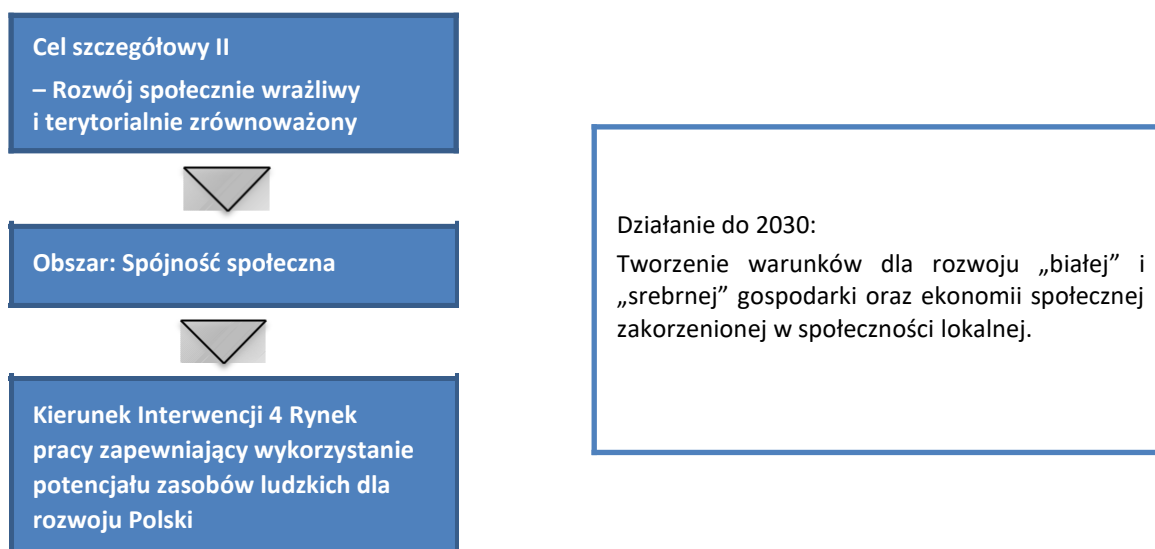 Cel szczegółowy II
– Rozwój społecznie wrażliwy
i terytorialnie zrównoważony
Obszar: Spójność społeczna
Kierunek Interwencji 4 Rynek
pracy zapewniający wykorzystanie
potencjału zasobów ludzkich dla
rozwoju Polski
Działanie do 2030:
Tworzenie warunków dla rozwoju „białej” i
„srebrnej” gospodarki oraz ekonomii społecznej
zakorzenionej w społeczności lokalnej.